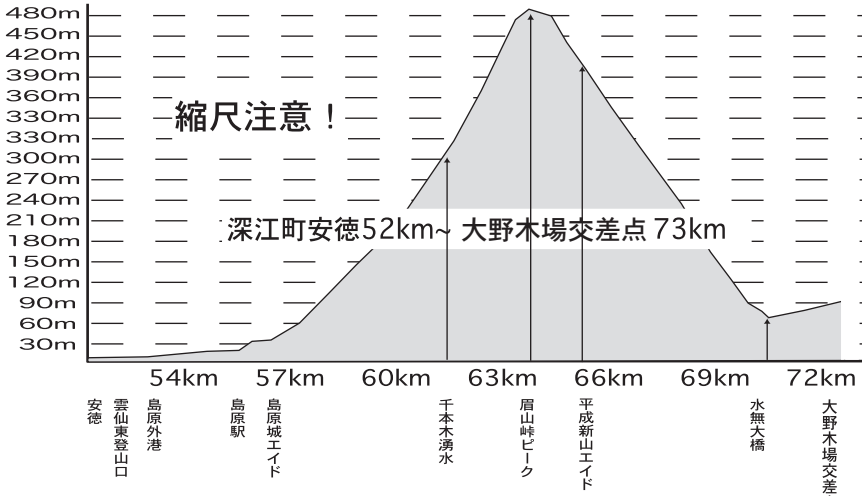 480m
450m
420m
390m
360m
330m
330m
300m
270m
240m
210m
180m
150m
120m
90m
60m
30m
縮尺注意！
深江町安徳52km~ 大野木場交差点 73km
54km
57km
60km
63km
66km
69km
72km
安徳
雲仙東登山口
島原外港
島原駅
島原城エイド
千本木湧水
眉山峠ピーク
平成新山エイド
水無大橋
大野木場交差